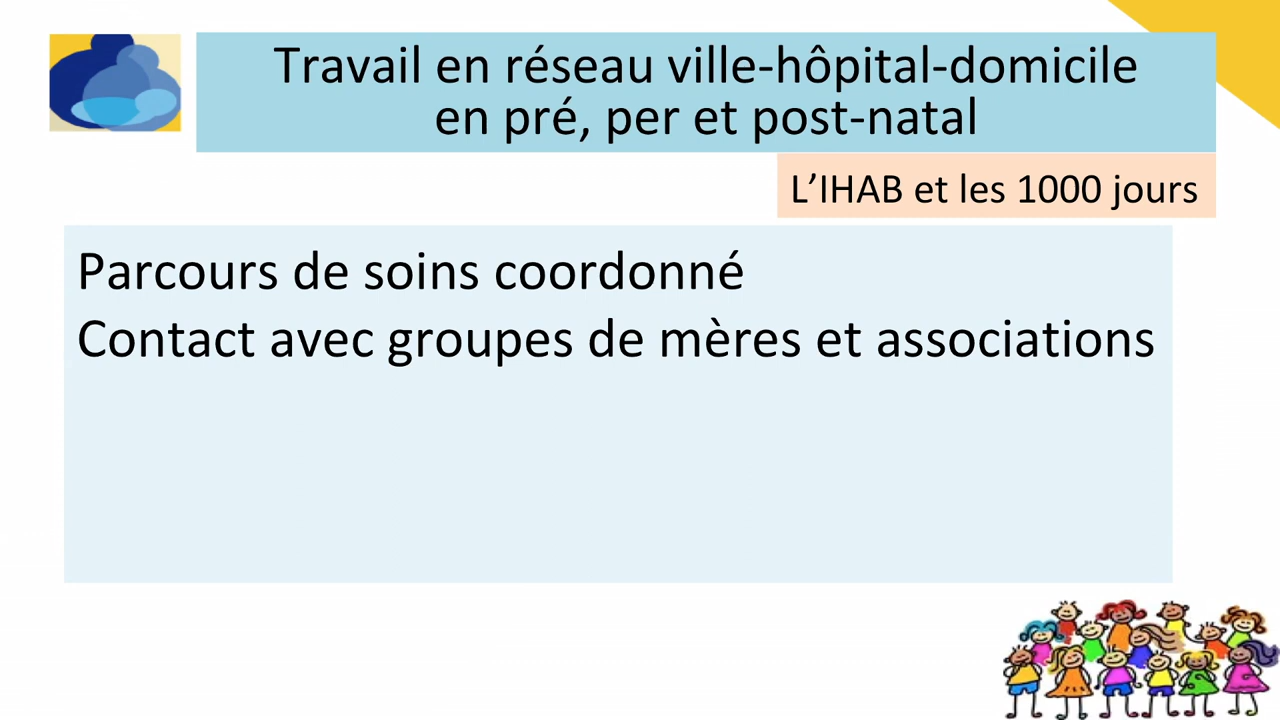 Travail en réseau ville-hôpital-domicile
en pré, per et post-natal
L’IHAB et les 1000 jours
Parcours de soins coordonné
Contact avec groupes de mères et associations